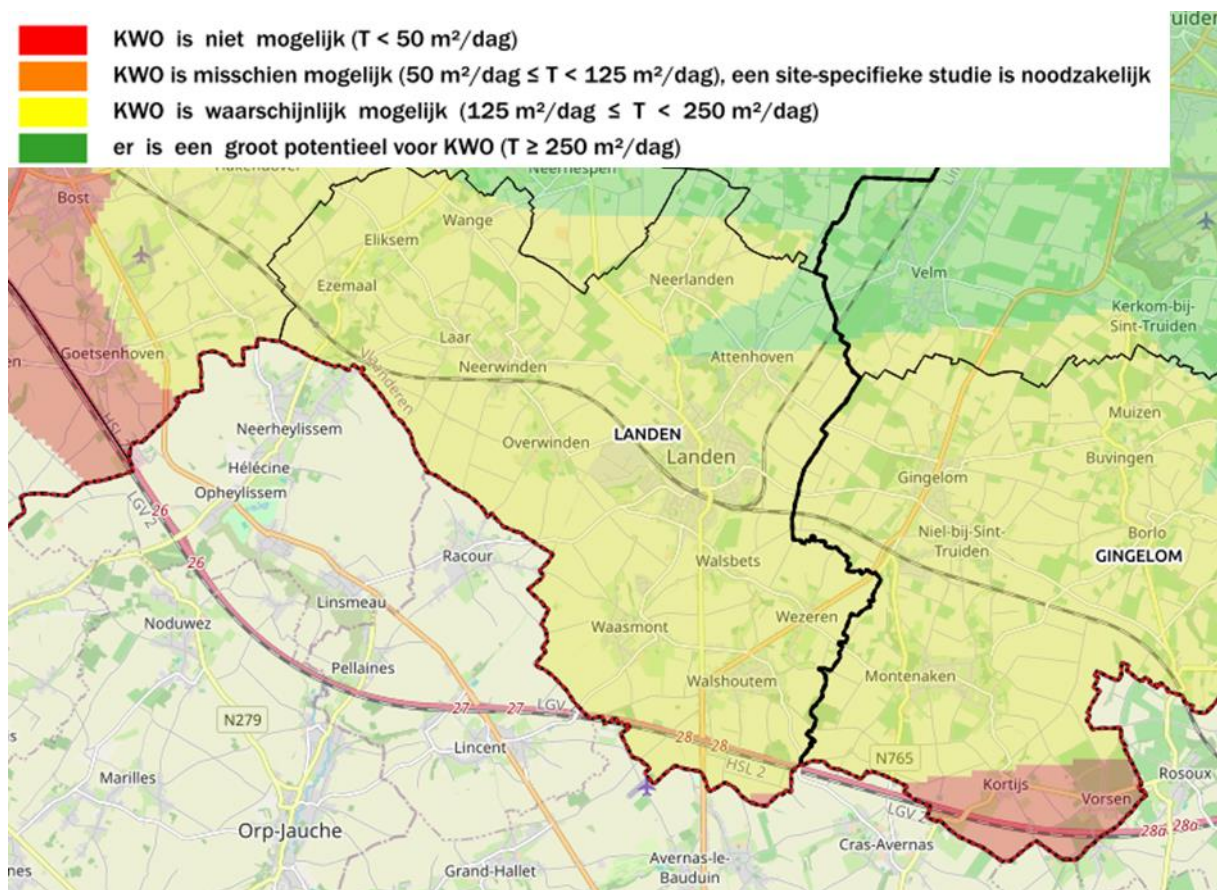 KWO is niet mogelijk (T < 50 m²/dag)
KWO is misschien mogelijk (50 m²/dag ≤ T < 125 m²/dag), een site-specifieke studie is noodzakelijk
KWO is waarschijnlijk mogelijk (125 m²/dag ≤ T < 250 m²/dag)
er is een groot potentieel voor KWO (T ≥ 250 m²/dag)
Bost
Wange
Eliksem
Ezemaal
Neerlanden
Velm
Kerkom-bij-
Sint-Truiden
Goetsenhoven
Laar
Neerwinden
Attenhoven
Vlaanderen
HSL 2
Neerheylissem
Overwinden
LANDEN
Landen
Muizen
Buvingen
Hélécine
Opheylissem
Gingelom
LGV 2
26
26
Racour
Niel-bij-Sint-
Truiden
Borlo
GINGELOM
Walsbets
Linsmeau
Noduwez
Waasmont
Wezeren
Pellaines
Walshoutem
Montenaken
N279
27
27
LGV
Lincent
28
28
HSL 2
N765
Marilles
Kortijs
Vorsen
Rosoux
LGV 2
28a
28a
Orp-Jauche
Cras-Avernas
Grand-Hallet
Avernas-le-
Bauduin